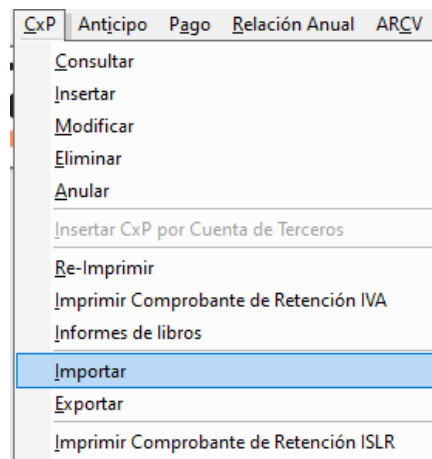 CxP Anticipo Pago Relación Anual ARCV
Consultar
Insertar
Modificar
Eliminar
Anular
Insertar CxP por Cuenta de Terceros
Re-Imprimir
Imprimir Comprobante de Retención IVA
Informes de libros
Importar
Exportar
Imprimir Comprobante de Retención ISLR